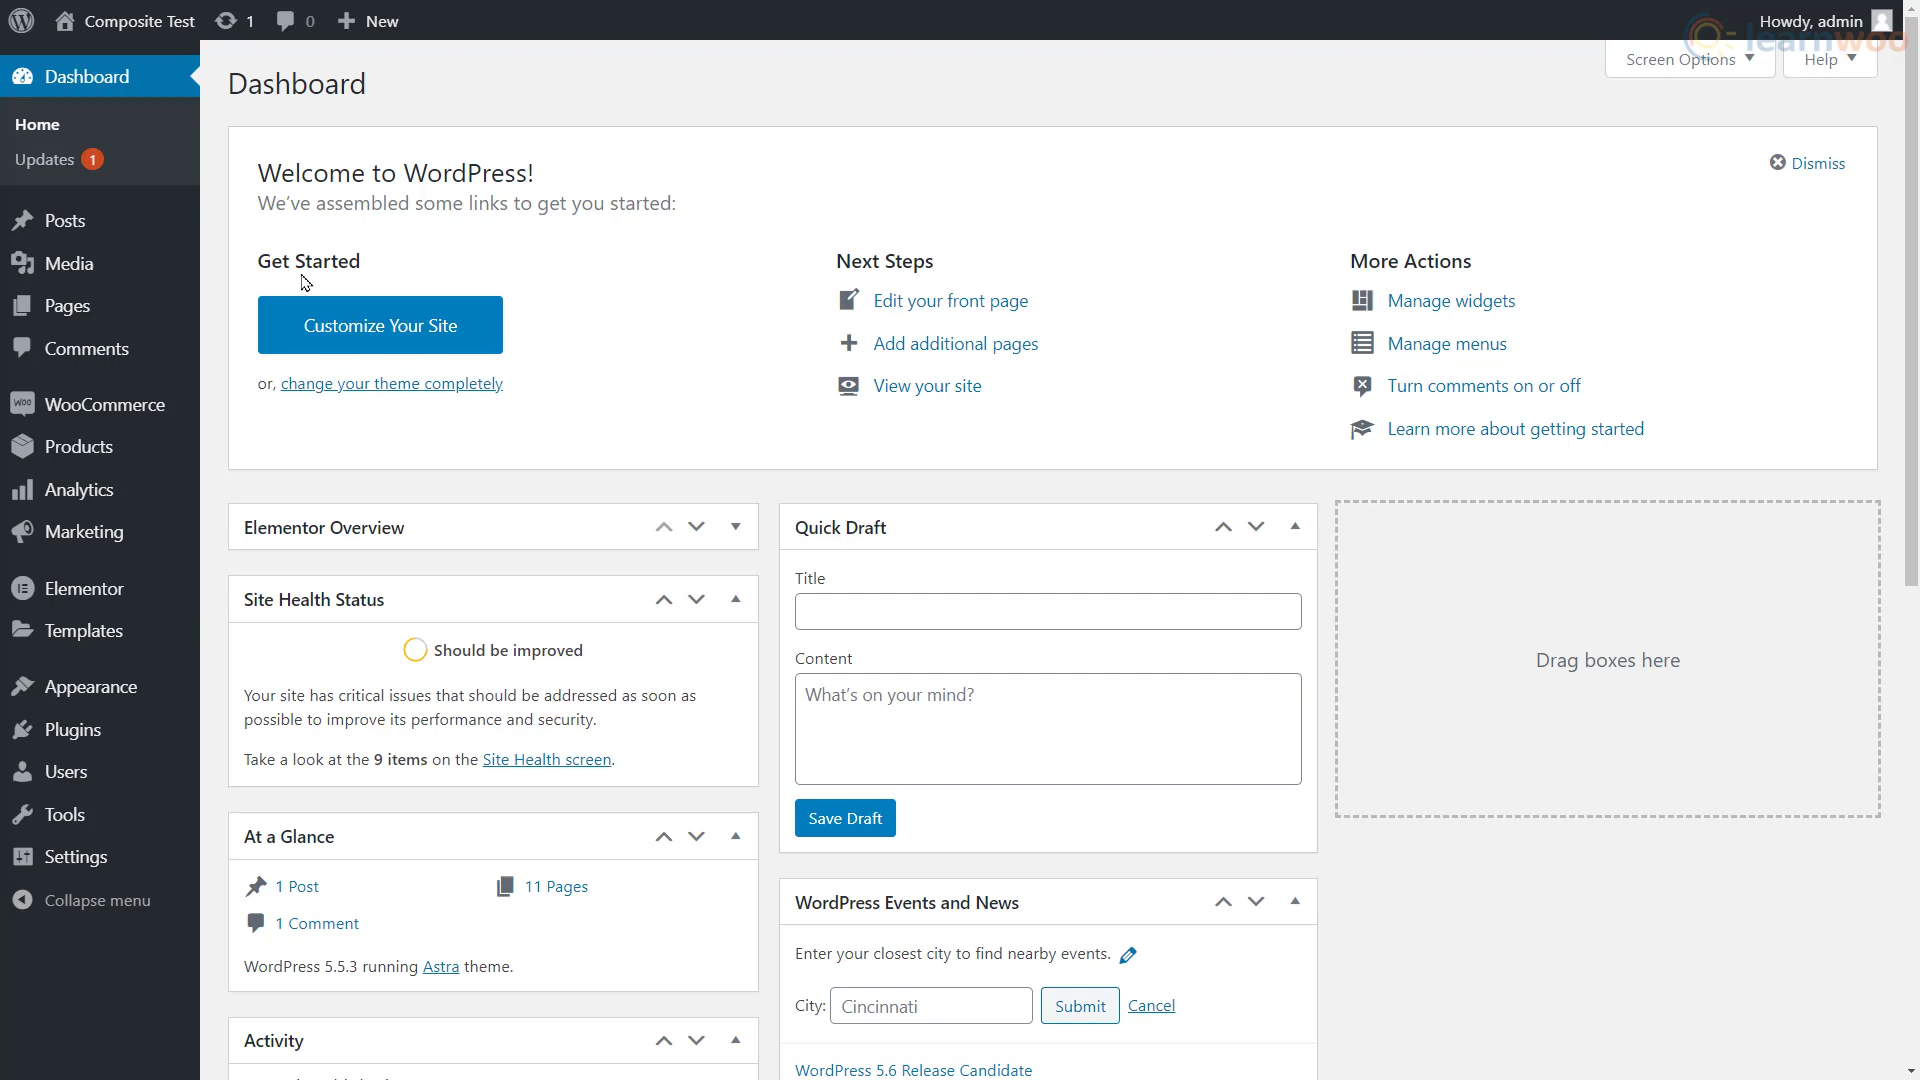 Composite Test
1
0
New
Howdy, admin
learnwoo
Dashboard
Home
Updates 1
Posts
Media
Pages
Comments
WooCommerce
Products
Analytics
Marketing
Elementor
Templates
Appearance
Plugins
Users
Tools
Settings
Collapse menu
Dashboard
Screen Options
Help
Welcome to WordPress!
We've assembled some links to get you started:
Dismiss
Get Started
Customize Your Site
or, change your theme completely
Next Steps
Edit your front page
Add additional pages
View your site
More Actions
Manage widgets
Manage menus
Turn comments on or off
Learn more about getting started
Elementor Overview
Site Health Status
Should be improved
Your site has critical issues that should be addressed as soon as
possible to improve its performance and security.
Take a look at the 9 items on the Site Health screen.
At a Glance
1 Post
11 Pages
1 Comment
WordPress 5.5.3 running Astra theme.
Activity
Quick Draft
Title
Content
What's on your mind?
Save Draft
WordPress Events and News
Enter your closest city to find nearby events.
City: Cincinnati Submit Cancel
WordPress 5.6 Release Candidate
Drag boxes here